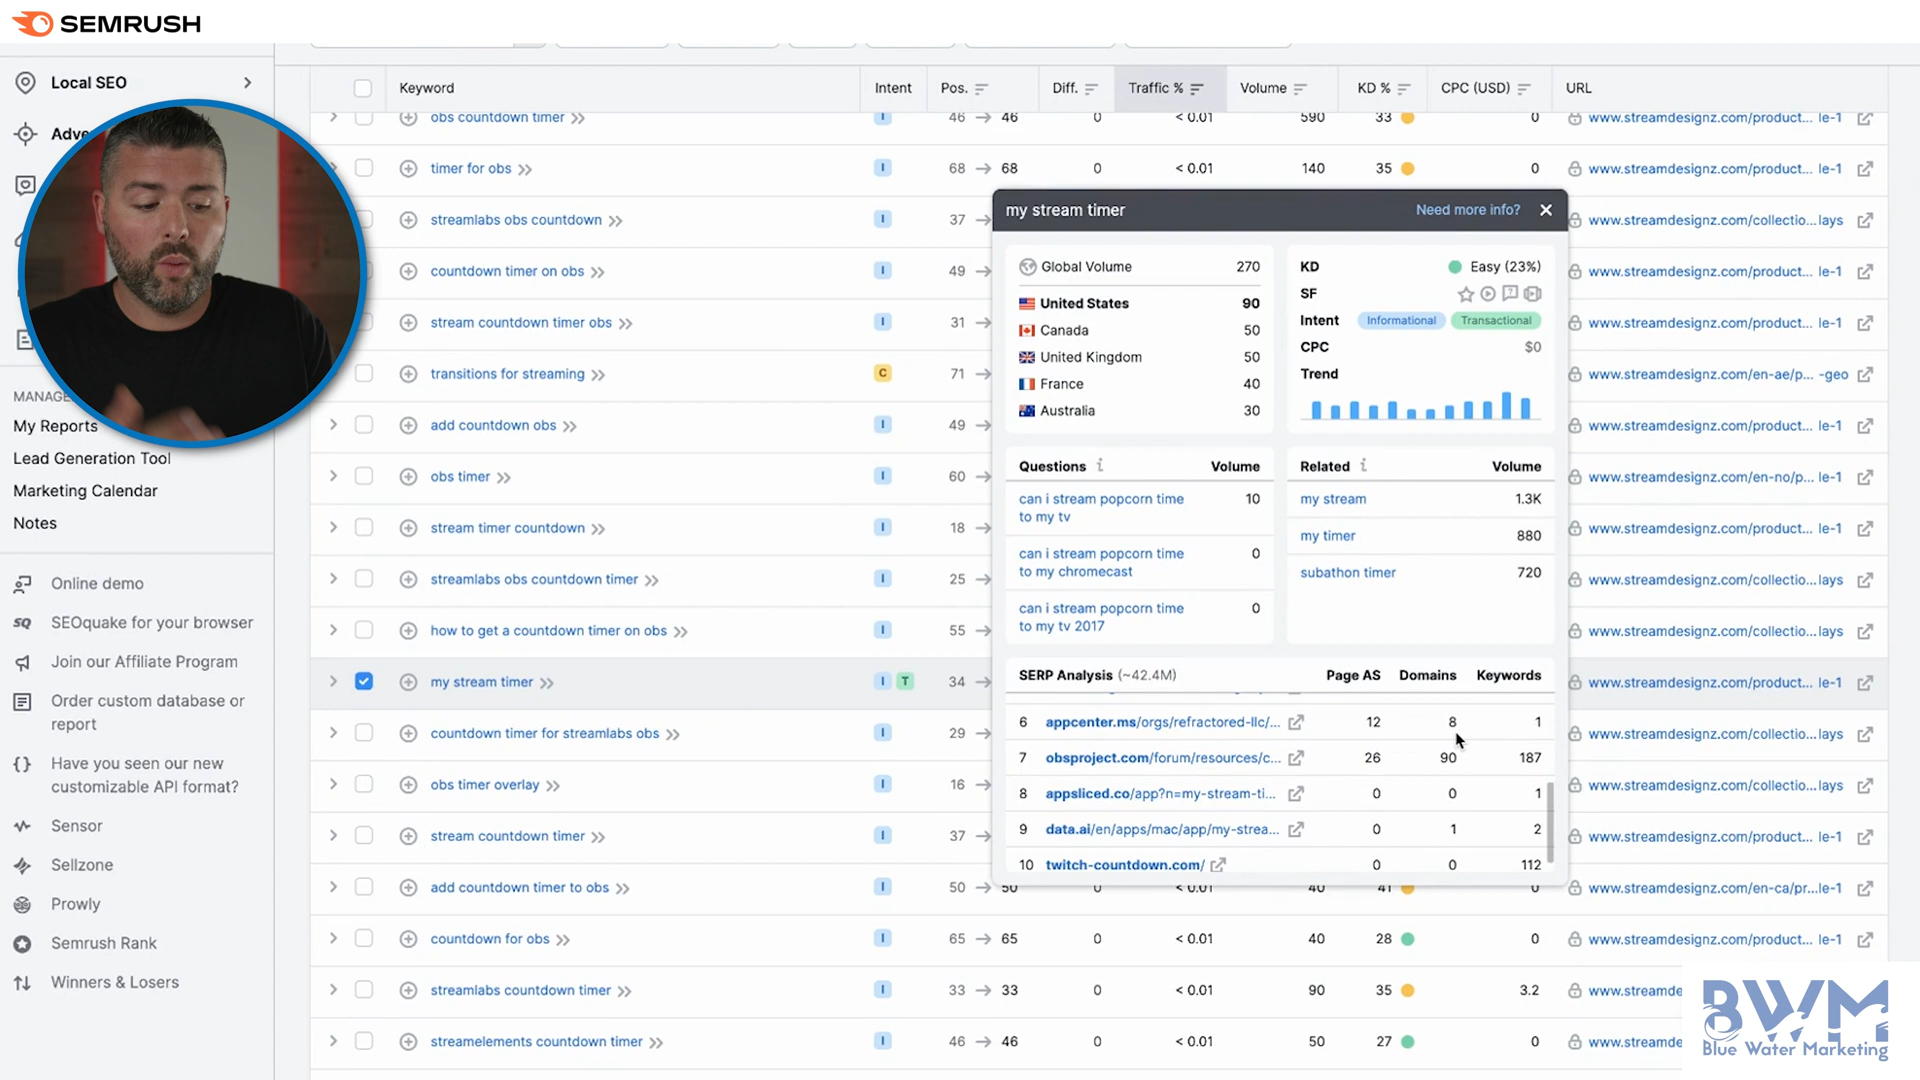 SEMRUSH
Local SEO
Adve
MANAGE
My Reports
Lead Generation Tool
Marketing Calendar
Notes
Online demo
SEOquake for your browser
Join our Affiliate Program
Order custom database or
report
Have you seen our new
customizable API format?
Sensor
Sellzone
Prowly
Semrush Rank
Winners & Losers
Keyword Intent Pos. Diff. Traffic % Volume KD % CPC (USD) URL
obs countdown timer I 46 → 46 0 < 0.01 590 33 0 www.streamdesignz.com/product... le-1
timer for obs I 68 → 68 0 < 0.01 140 35 0 www.streamdesignz.com/product... le-1
streamlabs obs countdown I 37 → www.streamdesignz.com/collectio...lays
countdown timer on obs I 49 → www.streamdesignz.com/product... le-1
stream countdown timer obs I 31 → www.streamdesignz.com/product... le-1
transitions for streaming C 71 → www.streamdesignz.com/en-ae/p... -geo
add countdown obs I 49 → www.streamdesignz.com/product... le-1
obs timer I 60 → www.streamdesignz.com/en-no/p... le-1
stream timer countdown I 18 → www.streamdesignz.com/product... le-1
streamlabs obs countdown timer I 25 → www.streamdesignz.com/collectio...lays
how to get a countdown timer on obs I 55 → www.streamdesignz.com/collectio...lays
my stream timer I T 34 → www.streamdesignz.com/product... le-1
countdown timer for streamlabs obs I 29 → www.streamdesignz.com/collectio...lays
obs timer overlay I 16 → www.streamdesignz.com/collectio...lays
stream countdown timer I 37 → www.streamdesignz.com/product... le-1
add countdown timer to obs I 50 → 50 0 < 0.01 40 41 0 www.streamdesignz.com/en-ca/pr...le-1
countdown for obs I 65 → 65 0 < 0.01 40 28 0 www.streamdesignz.com/product... le-1
streamlabs countdown timer I 33 → 33 0 < 0.01 90 35 3.2 www.streamde
streamelements countdown timer I 46 → 46 0 < 0.01 50 27 0 www.streamde
my stream timer Need more info?
Global Volume 270
United States 90
Canada 50
United Kingdom 50
France 40
Australia 30
KD Easy (23%)
SF
Intent Informational Transactional
CPC $0
Trend
Questions i Volume
can i stream popcorn time
to my tv 10
can i stream popcorn time
to my chromecast 0
can i stream popcorn time
to my tv 2017 0
Related i Volume
my stream 1.3K
my timer 880
subathon timer 720
SERP Analysis (~42.4M) Page AS Domains Keywords
6 appcenter.ms/orgs/refractored-llc/... 12 8 1
7 obsproject.com/forum/resources/c... 26 90 187
8 appsliced.co/app?n=my-stream-ti... 0 0 1
9 data.ai/en/apps/mac/app/my-strea... 0 1 2
10 twitch-countdown.com/ 0 0 112
BWM
Blue Water Marketing